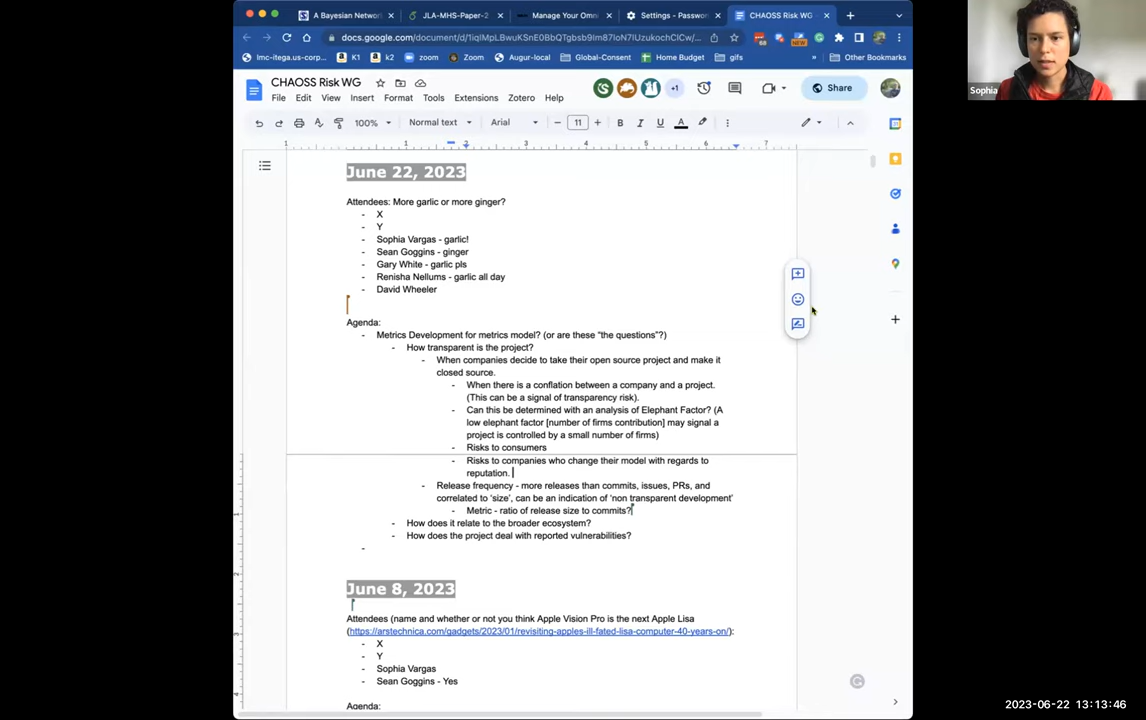 A Bayesian Networ
JLA-MHS-Paper-2
Manage Your Omni
Settings - Passwor
CHAOSS Risk WG
docs.google.com/document/d/
lmc-itega.us-corp...
K1
k2
zoom
Zoom
Augur-local
Global-Consent
Home Budget
gifs
»
Other Bookmarks
CHAOSS Risk WG
+1
Share
File Edit View Insert Format Tools Extensions Zotero Help
100%
Normal text
Arial
11
B I U A
1 1 2 3 4 5 6 7
June 22, 2023
Attendees: More garlic or more ginger?
- X
- Y
- Sophia Vargas - garlic!
- Sean Goggins - ginger
- Gary White - garlic pls
- Renisha Nellums - garlic all day
- David Wheeler
Agenda:
- Metrics Development for metrics model? (or are these "the questions"?)
- How transparent is the project?
- When companies decide to take their open source project and make it
closed source.
- When there is a conflation between a company and a project.
(This can be a signal of transparency risk).
- Can this be determined with an analysis of Elephant Factor? (A
low elephant factor [number of firms contribution] may signal a
project is controlled by a small number of firms)
- Risks to consumers
- Risks to companies who change their model with regards to
reputation.
- Release frequency - more releases than commits, issues, PRs, and
correlated to 'size', can be an indication of 'non transparent development'
- Metric - ratio of release size to commits?
- How does it relate to the broader ecosystem?
- How does the project deal with reported vulnerabilities?
-
June 8, 2023
Attendees (name and whether or not you think Apple Vision Pro is the next Apple Lisa
(https://arstechnica.com/gadgets/2023/01/revisiting-apples-ill-fated-lisa-computer-40-years-on/):
- X
- Y
- Sophia Vargas
- Sean Goggins - Yes
Agenda:
Sophia
2023-06-22 13:13:46